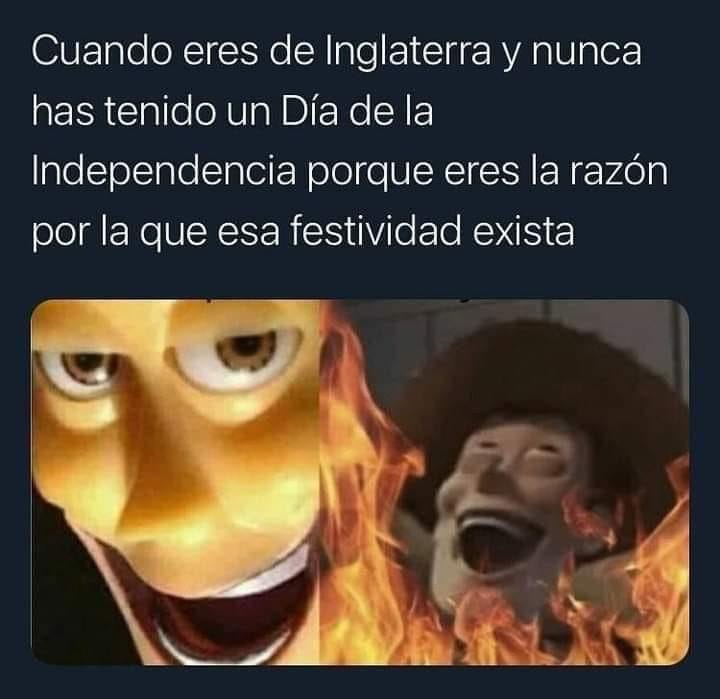 Cuando eres de Inglaterra y nunca
has tenido un Día de la
Independencia porque eres la razón
por la que esa festividad exista